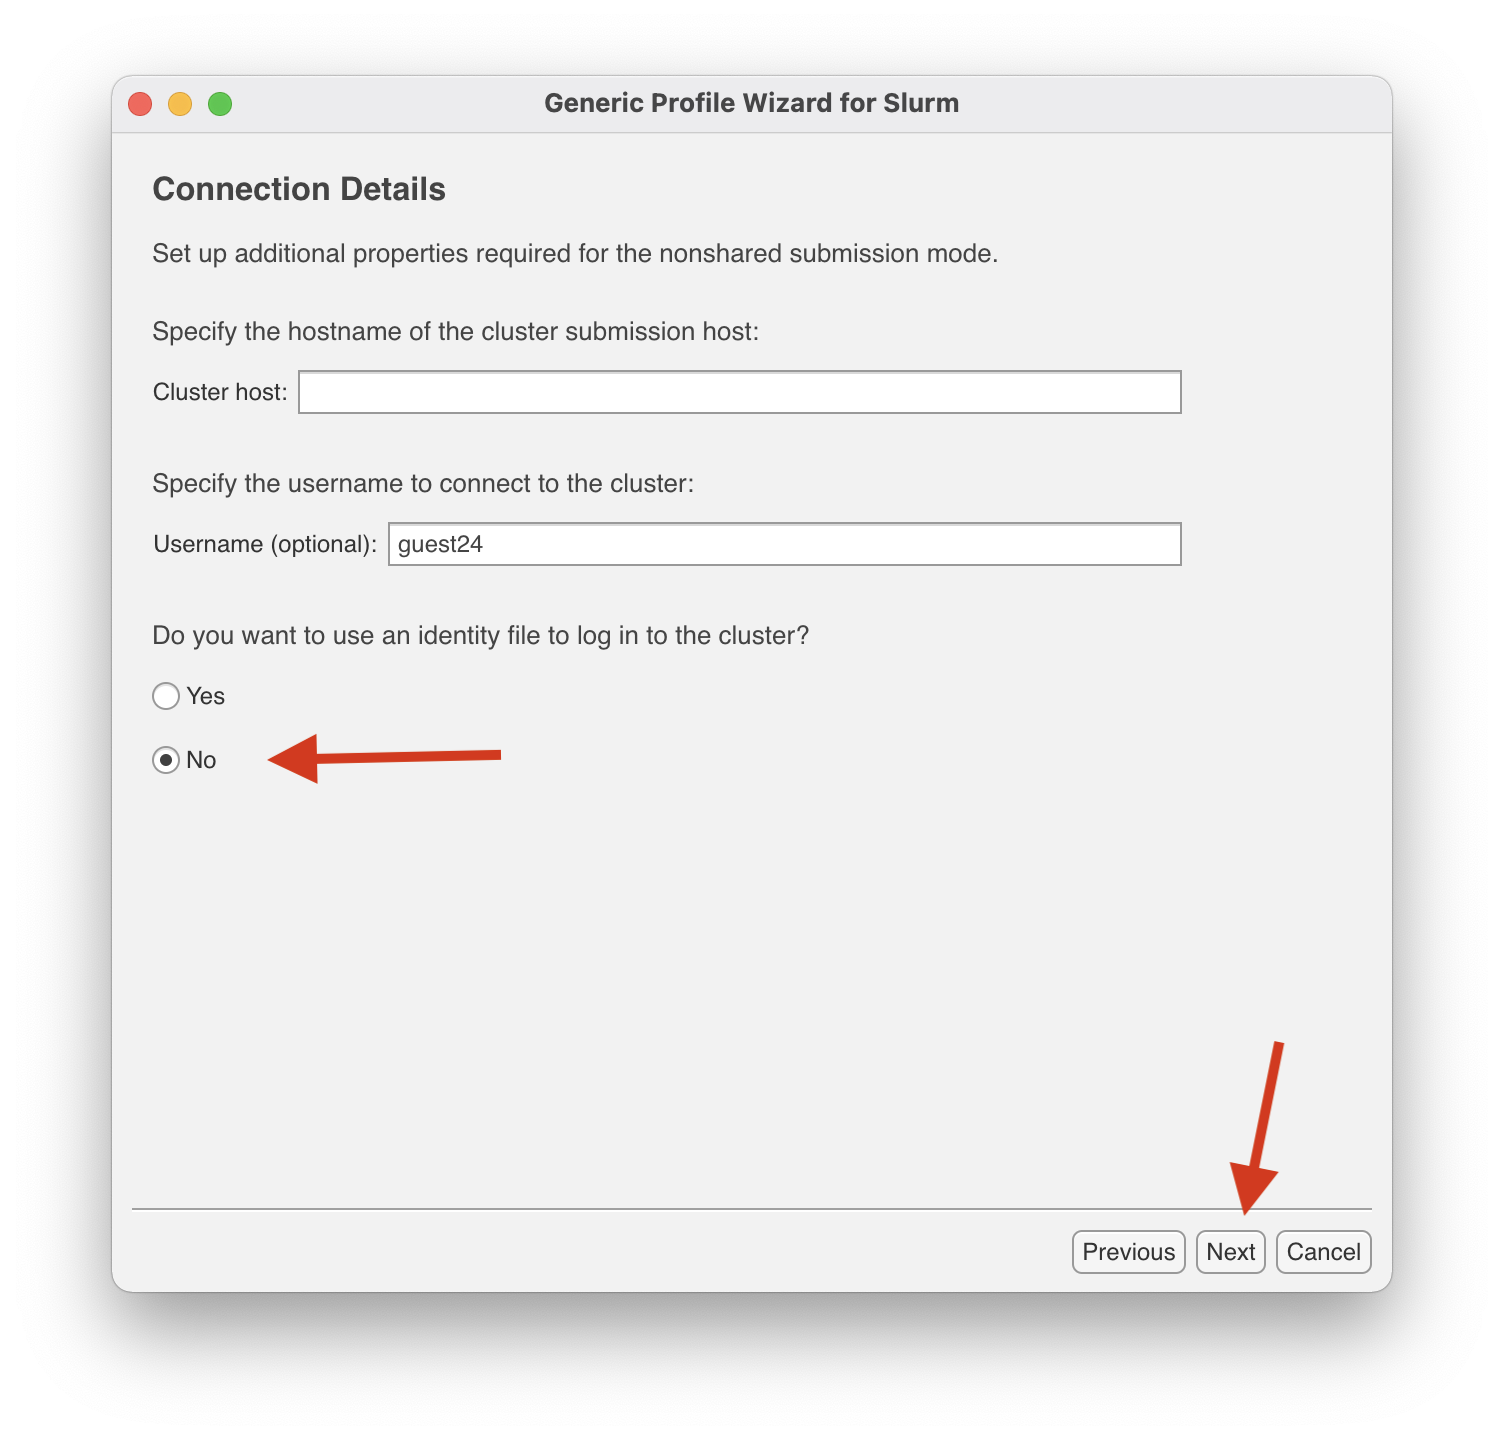 Generic Profile Wizard for Slurm
Connection Details
Set up additional properties required for the nonshared submission mode.
Specify the hostname of the cluster submission host:
Cluster host:
Specify the username to connect to the cluster:
Username (optional): guest24
Do you want to use an identity file to log in to the cluster?
Yes
No
Previous Next Cancel